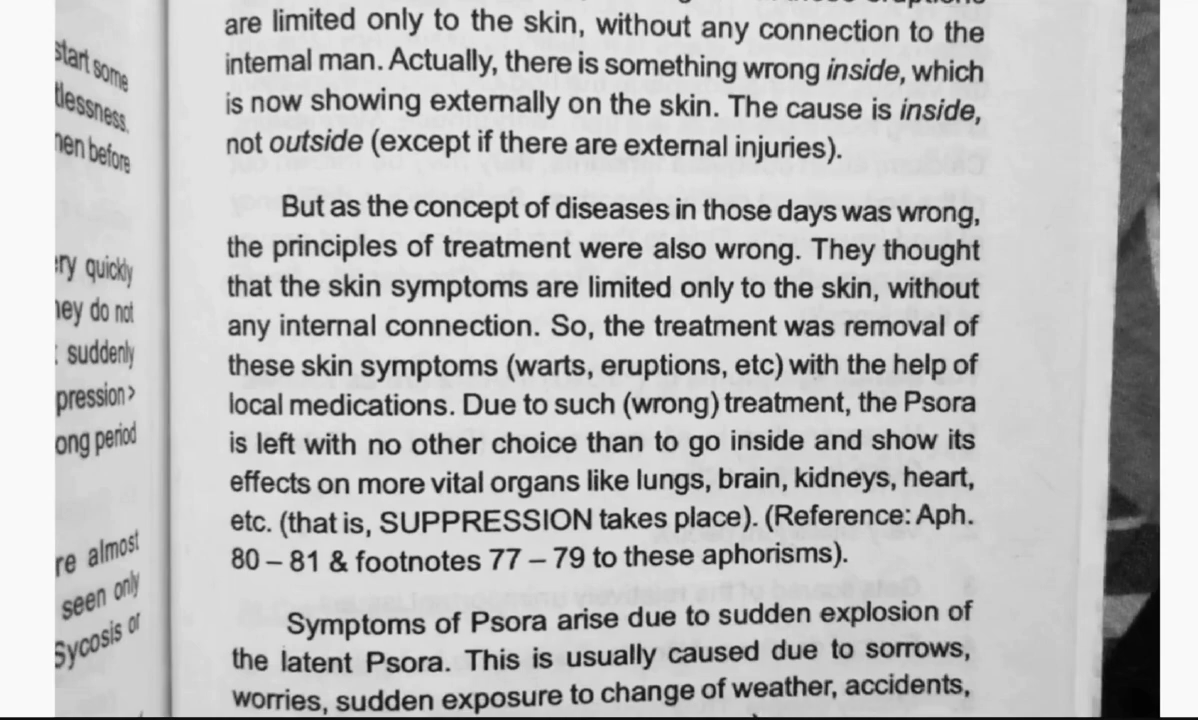 start some
tlessness.
before
quickly
do not
suddenly
pression>
ong period
re almost
seen only
Sycosis or
are limited only to the skin, without any connection to the
internal man. Actually, there is something wrong inside, which
is now showing externally on the skin. The cause is inside,
not outside (except if there are external injuries).
But as the concept of diseases in those days was wrong,
the principles of treatment were also wrong. They thought
that the skin symptoms are limited only to the skin, without
any internal connection. So, the treatment was removal of
these skin symptoms (warts, eruptions, etc) with the help of
local medications. Due to such (wrong) treatment, the Psora
is left with no other choice than to go inside and show its
effects on more vital organs like lungs, brain, kidneys, heart,
etc. (that is, SUPPRESSION takes place). (Reference: Aph.
80 – 81 & footnotes 77 – 79 to these aphorisms).
Symptoms of Psora arise due to sudden explosion of
the latent Psora. This is usually caused due to sorrows,
worries, sudden exposure to change of weather, accidents,